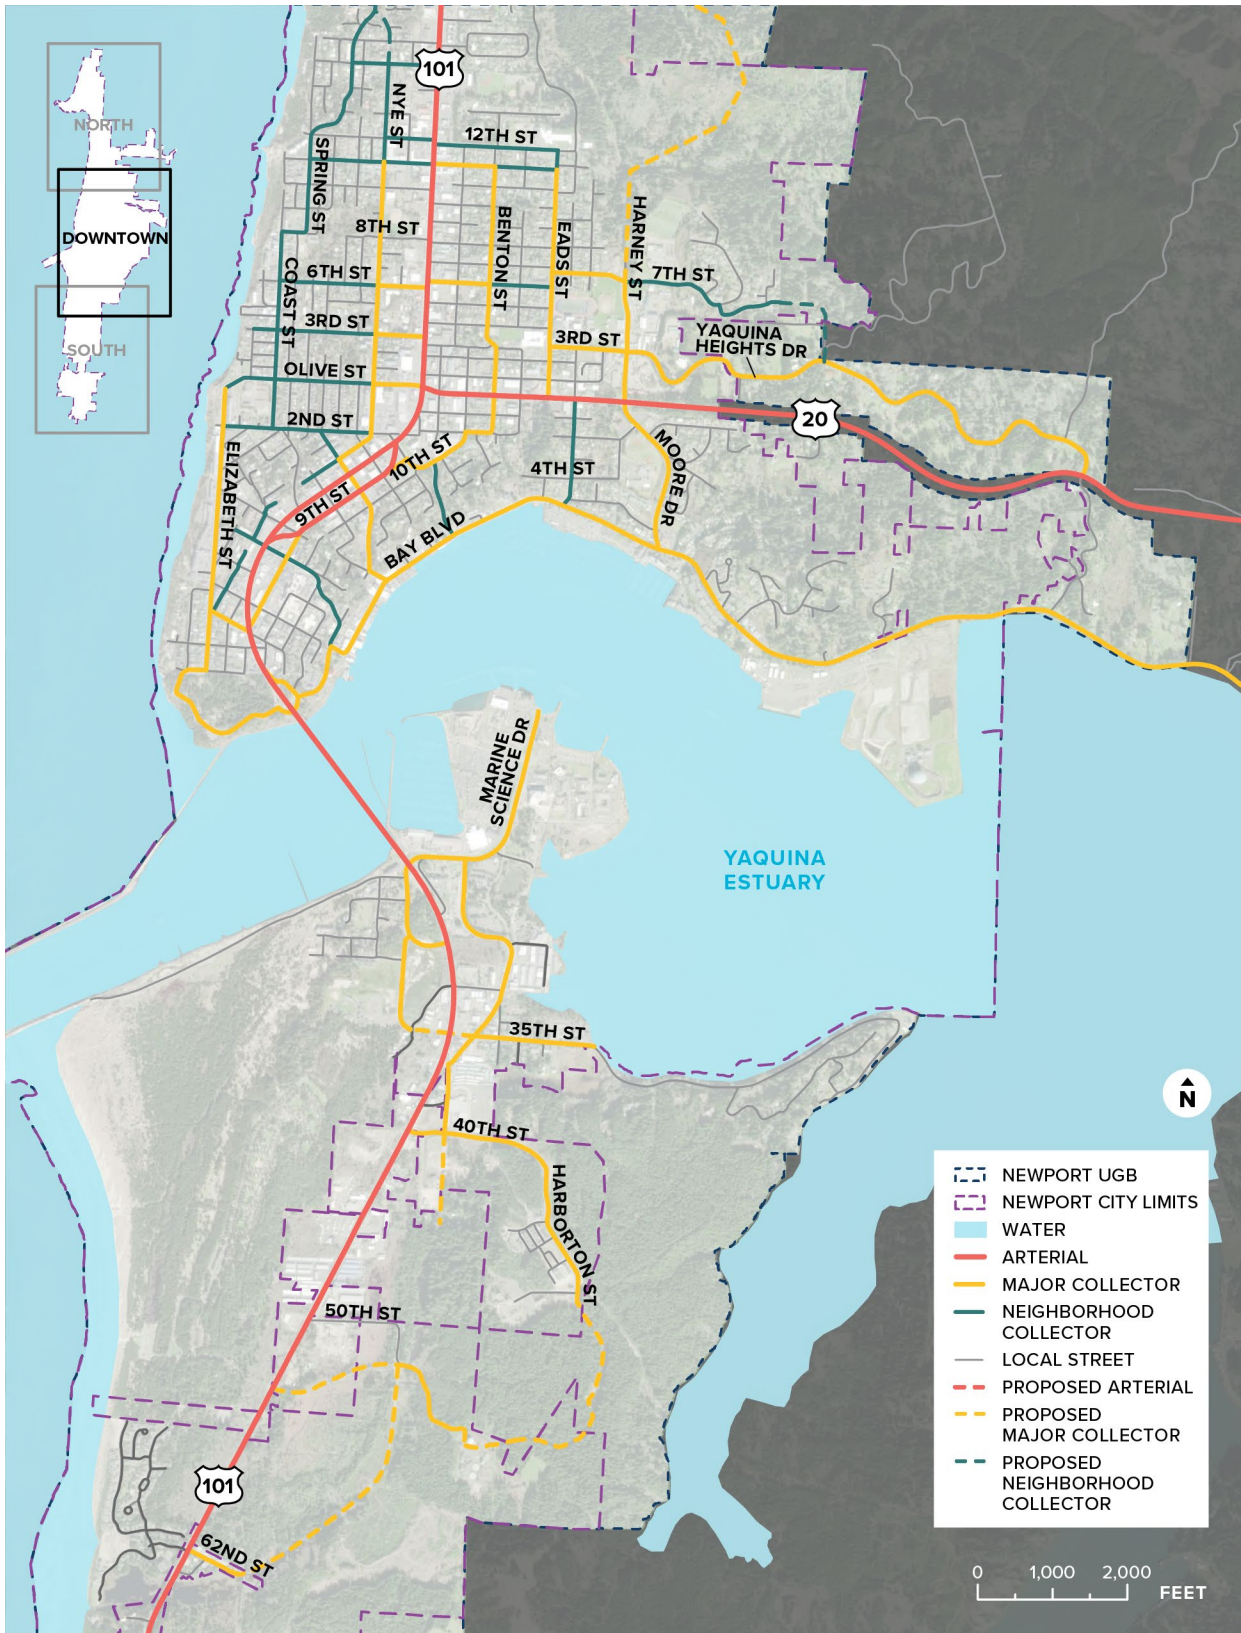 101
NORTH
DOWNTOWN
SOUTH
NYE ST
12TH ST
SPRING ST
8TH ST
BENTON ST
EADS ST
HARNEY ST
6TH ST
COAST ST
7TH ST
3RD ST
3RD ST
YAQUINA
HEIGHTS DR
OLIVE ST
20
2ND ST
ELIZABETH ST
10TH ST
4TH ST
MOORE DR
9TH ST
BAY BLVD
MARINE
SCIENCE DR
YAQUINA
ESTUARY
35TH ST
N
40TH ST
HARBORTON ST
50TH ST
101
62ND ST
NEWPORT UGB
NEWPORT CITY LIMITS
WATER
ARTERIAL
MAJOR COLLECTOR
NEIGHBORHOOD
COLLECTOR
LOCAL STREET
PROPOSED ARTERIAL
PROPOSED
MAJOR COLLECTOR
PROPOSED
NEIGHBORHOOD
COLLECTOR
0 1,000 2,000
FEET